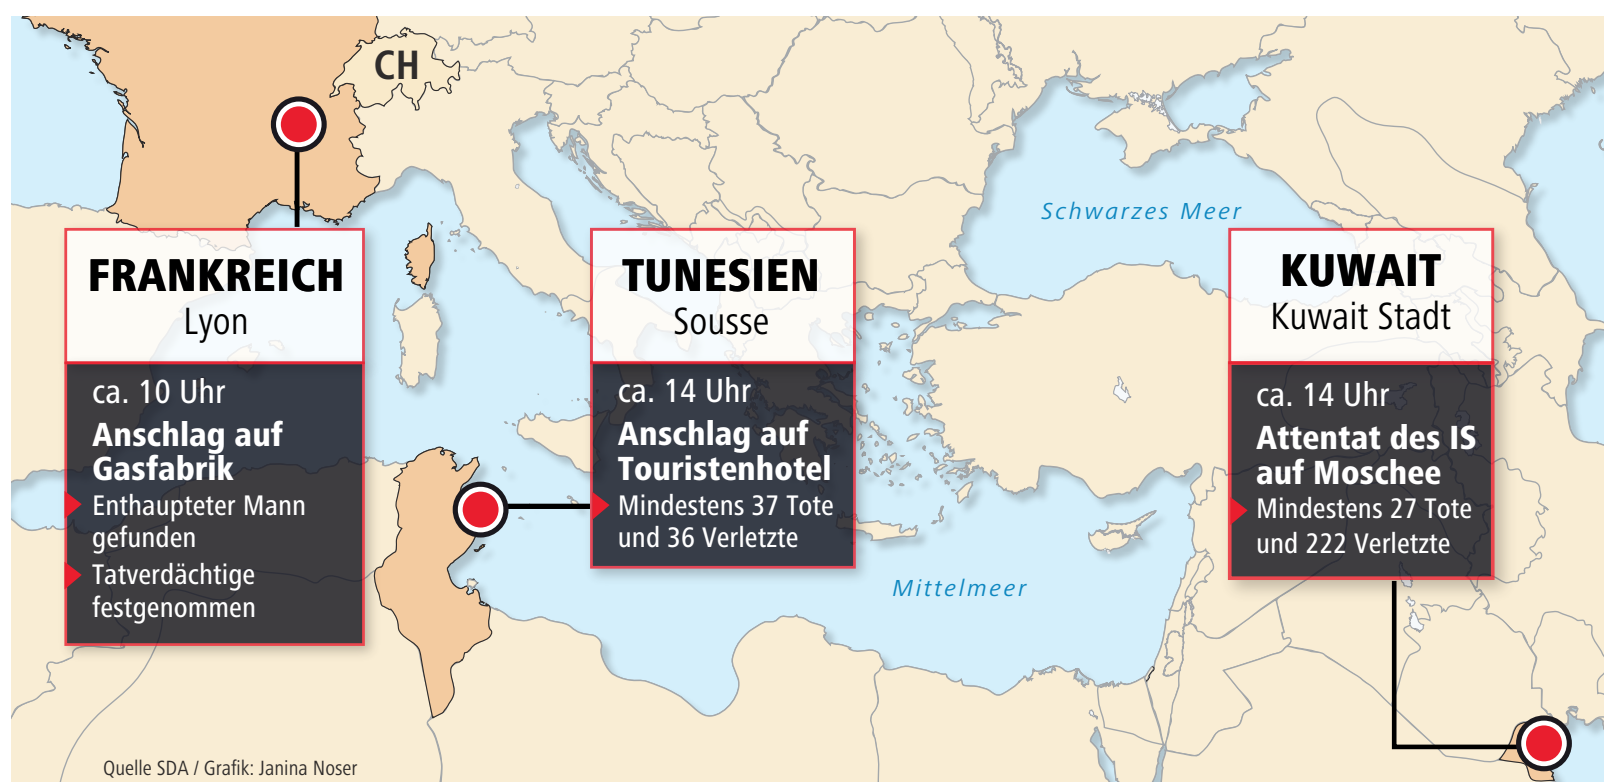 CH
Schwarzes Meer
FRANKREICH
Lyon
ca. 10 Uhr
Anschlag auf
Gasfabrik
Enthaupteter Mann
gefunden
Tatverdächtige
festgenommen
TUNESIEN
Sousse
ca. 14 Uhr
Anschlag auf
Touristenhotel
Mindestens 37 Tote
und 36 Verletzte
KUWAIT
Kuwait Stadt
ca. 14 Uhr
Attentat des IS
auf Moschee
Mindestens 27 Tote
und 222 Verletzte
Mittelmeer
Quelle SDA / Grafik: Janina Noser